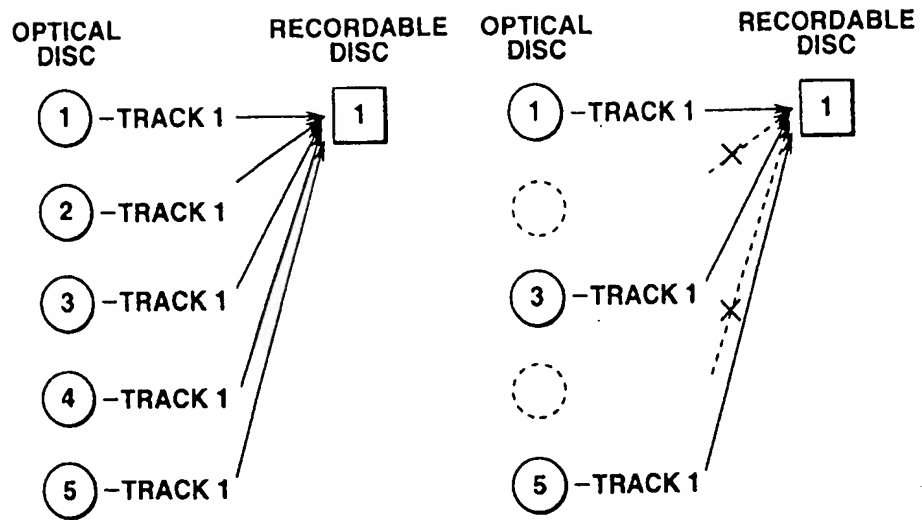 OPTICAL
DISC
RECORDABLE
DISC
1 -TRACK 1
1
2 -TRACK 1
3 -TRACK 1
4 -TRACK 1
5 -TRACK 1
OPTICAL
DISC
RECORDABLE
DISC
1 -TRACK 1
1
3 -TRACK 1
5 -TRACK 1